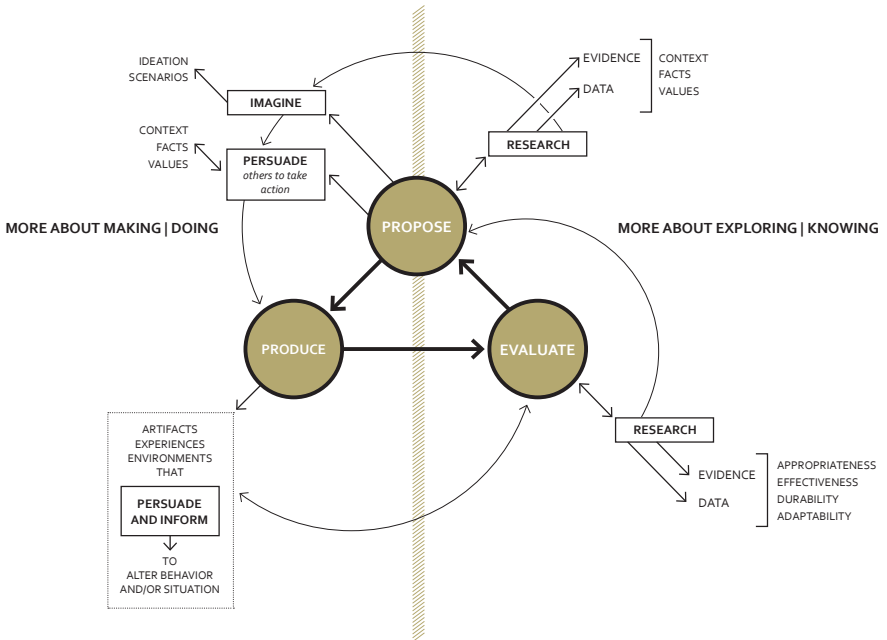 IDEATION
SCENARIOS
IMAGINE
CONTEXT
FACTS
VALUES
PERSUADE
others to take
action
EVIDENCE
DATA
CONTEXT
FACTS
VALUES
RESEARCH
PROPOSE
MORE ABOUT MAKING | DOING
MORE ABOUT EXPLORING | KNOWING
PRODUCE
EVALUATE
ARTIFACTS
EXPERIENCES
ENVIRONMENTS
THAT
PERSUADE
AND INFORM
TO
ALTER BEHAVIOR
AND/OR SITUATION
RESEARCH
EVIDENCE
DATA
APPROPRIATENESS
EFFECTIVENESS
DURABILITY
ADAPTABILITY